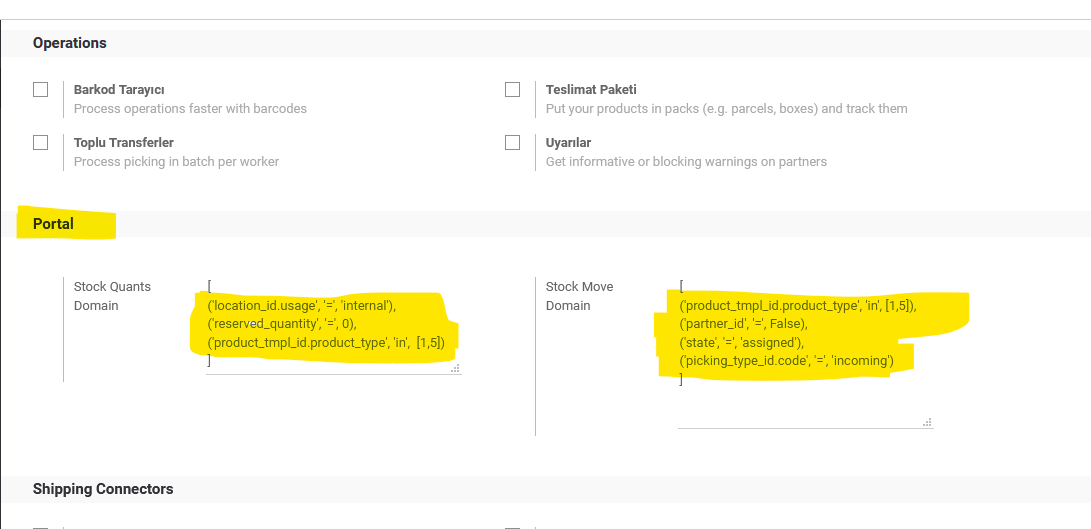 Operations
Barkod Tarayıcı
Process operations faster with barcodes
Teslimat Paketi
Put your products in packs (e.g. parcels, boxes) and track them
Toplu Transferler
Process picking in batch per worker
Uyarılar
Get informative or blocking warnings on partners
Portal
Stock Quants
Domain
[
('location_id.usage', '=', 'internal'),
('reserved_quantity', '=', 0),
('product_tmpl_id.product_type', 'in', [1,5])
]
Stock Move
Domain
[
('product_tmpl_id.product_type', 'in', [1,5]),
('partner_id', '=', False),
('state', '=', 'assigned'),
('picking_type_id.code', '=', 'incoming')
]
Shipping Connectors